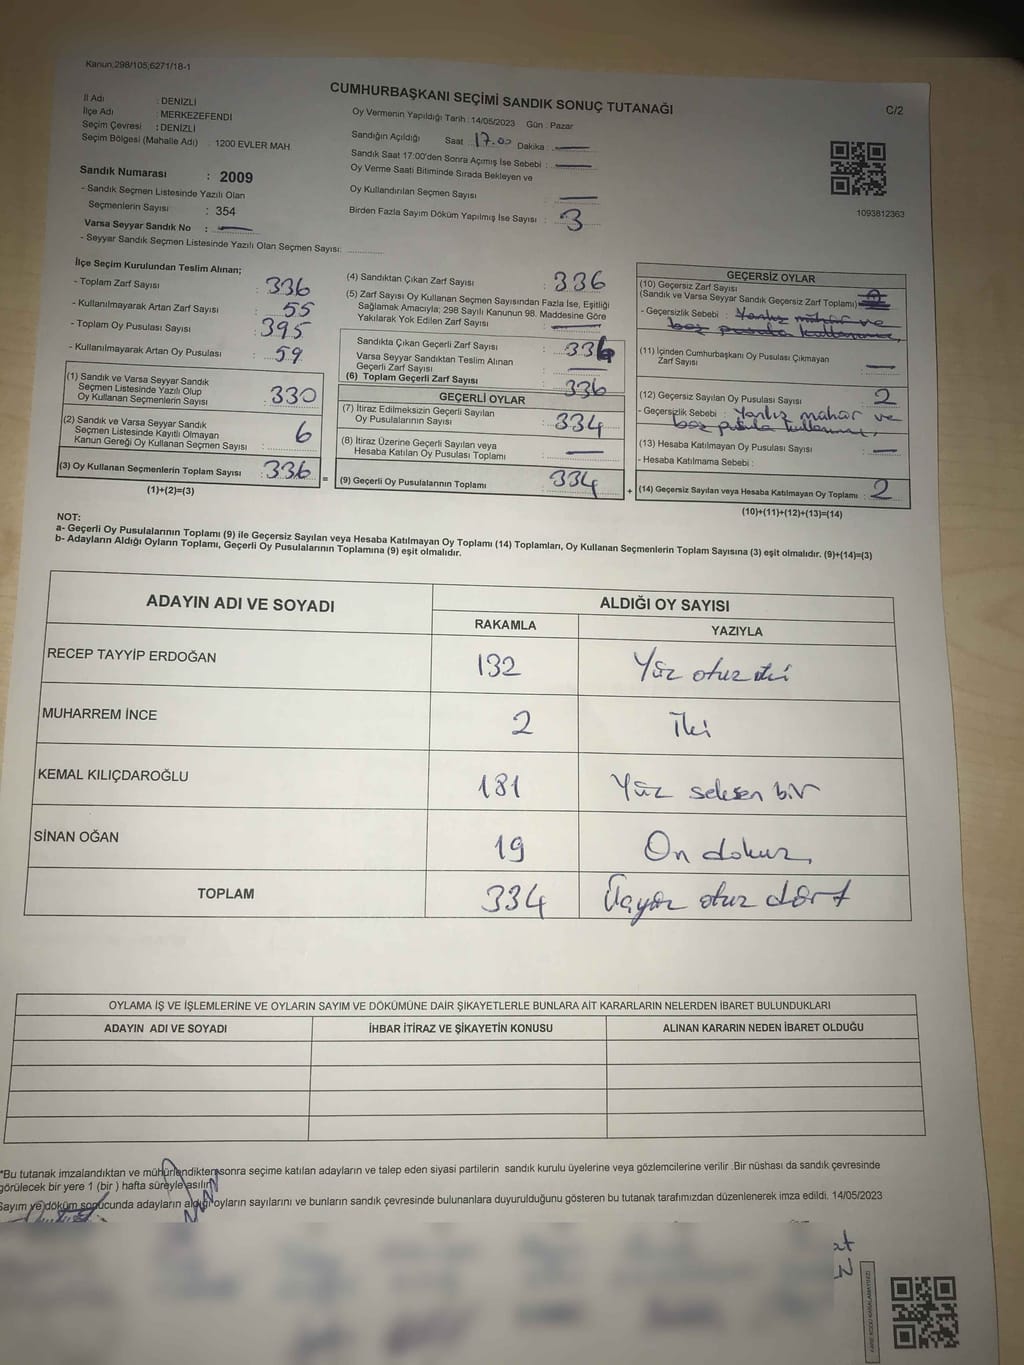 Kanun.298/105,6271/18-1
CUMHURBAŞKANI SEÇİMİ SANDIK SONUÇ TUTANAĞI
C/2
İl Adı : DENİZLİ
İlçe Adı : MERKEZEFENDİ
Seçim Çevresi : DENİZLİ
Seçim Bölgesi (Mahalle Adı) : 1200 EVLER MAH.
Sandık Numarası : 2009
- Sandık Seçmen Listesinde Yazılı Olan
Seçmenlerin Sayısı : 354
Varsa Seyyar Sandık No : —
- Seyyar Sandık Seçmen Listesinde Yazılı Olan Seçmen Sayısı:
Oy Vermenin Yapıldığı Tarih : 14/05/2023 Gün : Pazar
Sandığın Açıldığı Saat : 17.00 Dakika : —
Sandık Saat 17:00'den Sonra Açımış İse Sebebi : —
Oy Verme Saati Bitiminde Sırada Bekleyen ve
Oy Kullandırılan Seçmen Sayısı : —
Birden Fazla Sayım Döküm Yapılmış İse Sayısı : 3
1093812363
İlçe Seçim Kurulundan Teslim Alınan;
- Toplam Zarf Sayısı : 336
- Kullanılmayarak Artan Zarf Sayısı : 55
- Toplam Oy Pusulası Sayısı : 395
- Kullanılmayarak Artan Oy Pusulası : 59
(1) Sandık ve Varsa Seyyar Sandık
Seçmen Listesinde Yazılı Olup
Oy Kullanan Seçmenlerin Sayısı : 330
(2) Sandık ve Varsa Seyyar Sandık
Seçmen Listesinde Kayıtlı Olmayan
Kanun Gereği Oy Kullanan Seçmen Sayısı : 6
(3) Oy Kullanan Seçmenlerin Toplam Sayısı : 336
(1)+(2)=(3)
=
(4) Sandıktan Çıkan Zarf Sayısı : 336
(5) Zarf Sayısı Oy Kullanan Seçmen Sayısından Fazla İse, Eşitliği
Sağlamak Amacıyla; 298 Sayılı Kanunun 98. Maddesine Göre
Yakılarak Yok Edilen Zarf Sayısı : —
Sandıkta Çıkan Geçerli Zarf Sayısı : 336
Varsa Seyyar Sandıktan Teslim Alınan
Geçerli Zarf Sayısı : —
(6) Toplam Geçerli Zarf Sayısı : 336
GEÇERLİ OYLAR
(7) İtiraz Edilmeksizin Geçerli Sayılan
Oy Pusulalarının Sayısı : 334
(8) İtiraz Üzerine Geçerli Sayılan veya
Hesaba Katılan Oy Pusulası Toplamı : —
(9) Geçerli Oy Pusulalarının Toplamı : 334
+
GEÇERSİZ OYLAR
(10) Geçersiz Zarf Sayısı
(Sandık ve Varsa Seyyar Sandık Geçersiz Zarf Toplamı) :
- Geçersizlik Sebebi : Yanlız mühür ve
boş pusula kullanımı,
(11) İçinden Cumhurbaşkanı Oy Pusulası Çıkmayan
Zarf Sayısı : —
(12) Geçersiz Sayılan Oy Pusulası Sayısı : 2
- Geçersizlik Sebebi : Yanlız mühür ve
boş pusula kullanımı,
(13) Hesaba Katılmayan Oy Pusulası Sayısı : —
- Hesaba Katılmama Sebebi :
(14) Geçersiz Sayılan veya Hesaba Katılmayan Oy Toplamı : 2
(10)+(11)+(12)+(13)=(14)
NOT:
a- Geçerli Oy Pusulalarının Toplamı (9) ile Geçersiz Sayılan veya Hesaba Katılmayan Oy Toplamı (14) Toplamları, Oy Kullanan Seçmenlerin Toplam Sayısına (3) eşit olmalıdır. (9)+(14)=(3)
b- Adayların Aldığı Oyların Toplamı, Geçerli Oy Pusulalarının Toplamına (9) eşit olmalıdır.
ADAYIN ADI VE SOYADI ALDIĞI OY SAYISI
RAKAMLA YAZIYLA
RECEP TAYYİP ERDOĞAN 132 Yüz otuz iki
MUHARREM İNCE 2 İki
KEMAL KILIÇDAROĞLU 181 Yüz seksen bir
SİNAN OĞAN 19 On dokuz,
TOPLAM 334 Üçyüz otuz dört
OYLAMA İŞ VE İŞLEMLERİNE VE OYLARIN SAYIM VE DÖKÜMÜNE DAİR ŞİKAYETLERLE BUNLARA AİT KARARLARIN NELERDEN İBARET BULUNDUKLARI
ADAYIN ADI VE SOYADI İHBAR İTİRAZ VE ŞİKAYETİN KONUSU ALINAN KARARIN NEDEN İBARET OLDUĞU
*Bu tutanak imzalandıktan ve mühürlendikten sonra seçime katılan adayların ve talep eden siyasi partilerin sandık kurulu üyelerine veya gözlemcilerine verilir .Bir nüshası da sandık çevresinde
görülecek bir yere 1 (bir ) hafta süreyle asılır.
Sayım ve döküm sonucunda adayların aldığı oyların sayılarını ve bunların sandık çevresinde bulunanlara duyurulduğunu gösteren bu tutanak tarafımızdan düzenlenerek imza edildi. 14/05/2023